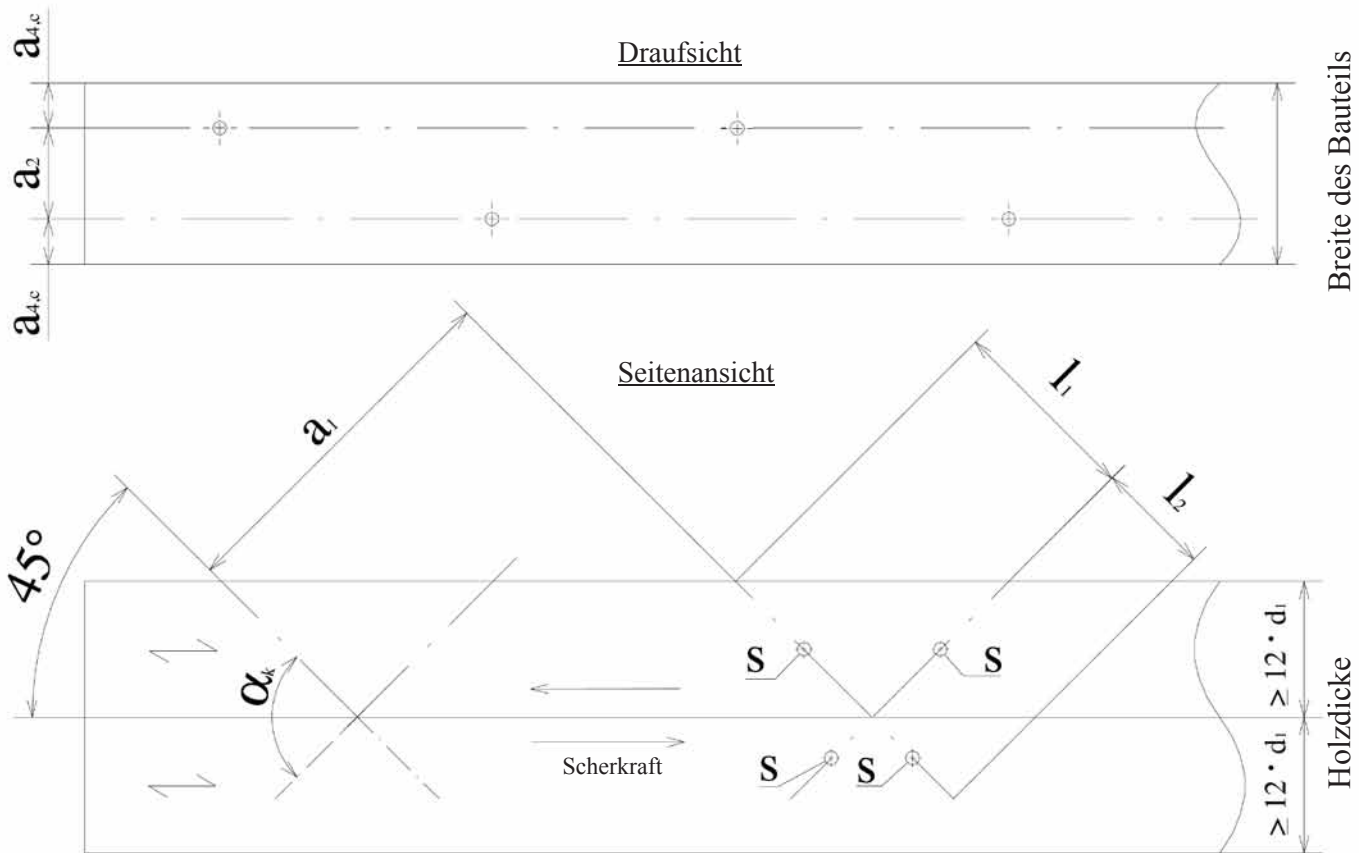 Draufsicht
a4,c
a2
a4,c
Breite des Bauteils
Seitenansicht
a1
l1
l2
45°
αk
S
S
S
S
Scherkraft
≥ 12 · d1
≥ 12 · d1
Holzdicke